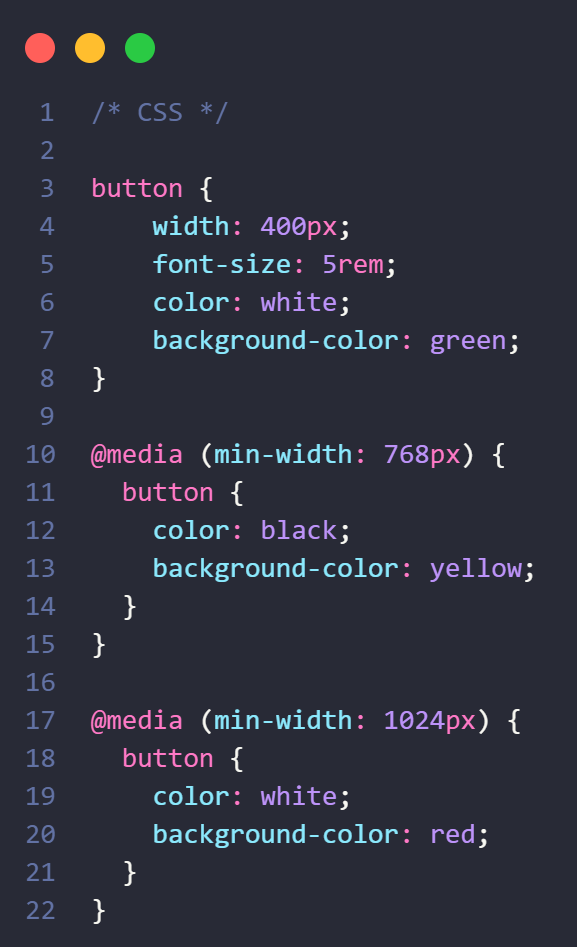 1 /* CSS */
2
3 button {
4     width: 400px;
5     font-size: 5rem;
6     color: white;
7     background-color: green;
8 }
9
10 @media (min-width: 768px) {
11   button {
12     color: black;
13     background-color: yellow;
14   }
15 }
16
17 @media (min-width: 1024px) {
18   button {
19     color: white;
20     background-color: red;
21   }
22 }